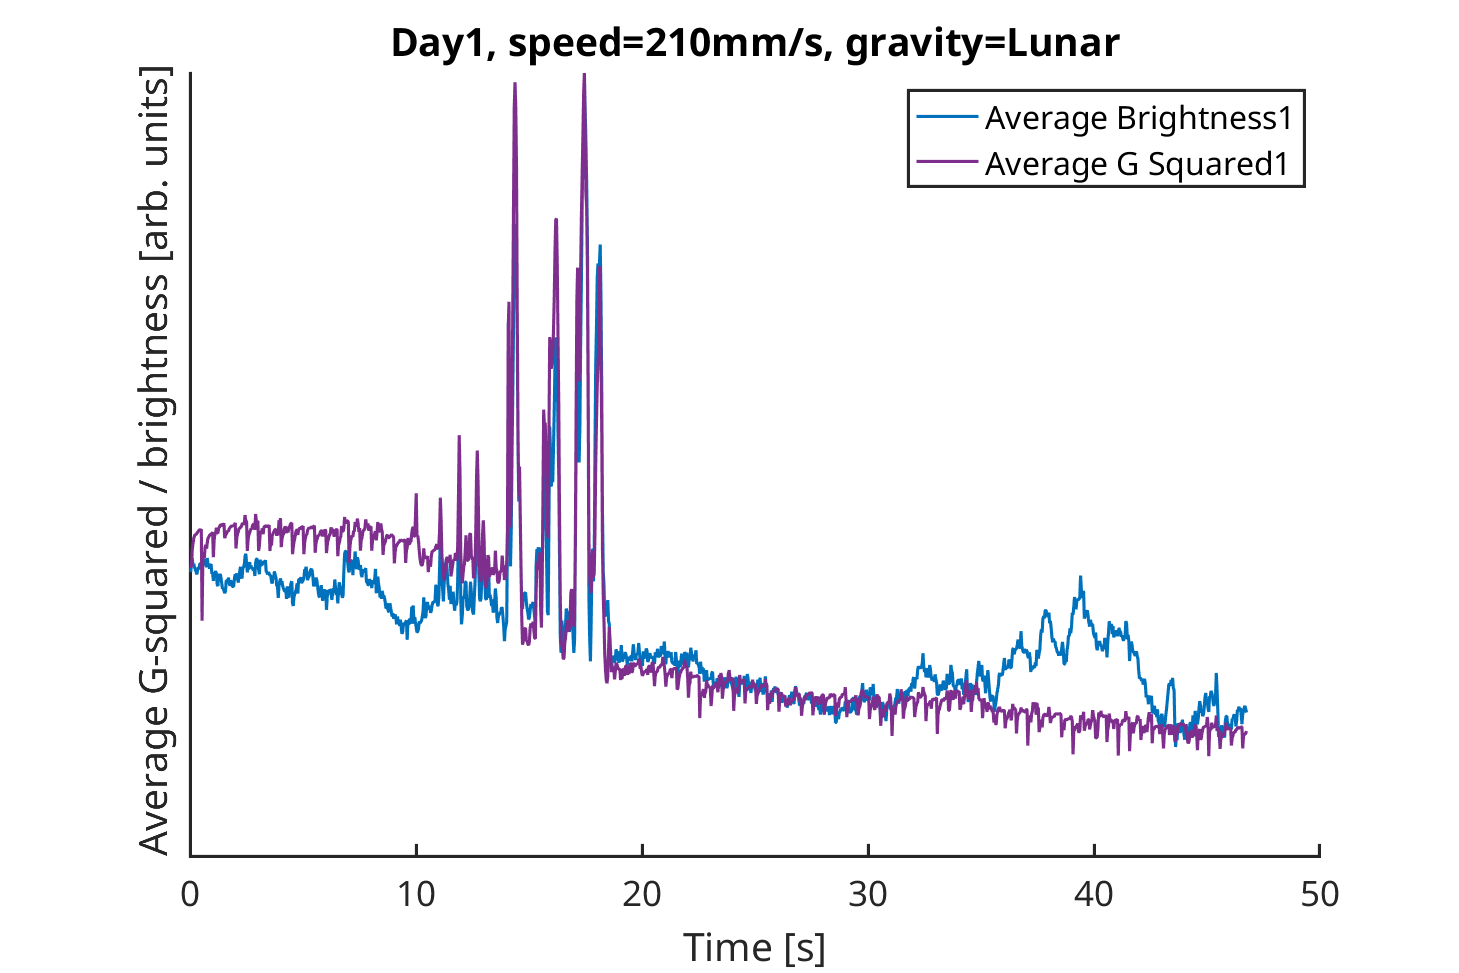 Day1, speed=210mm/s, gravity=Lunar
Average G-squared / brightness [arb. units]
Average Brightness1
Average G Squared1
0 10 20 30 40 50
Time [s]